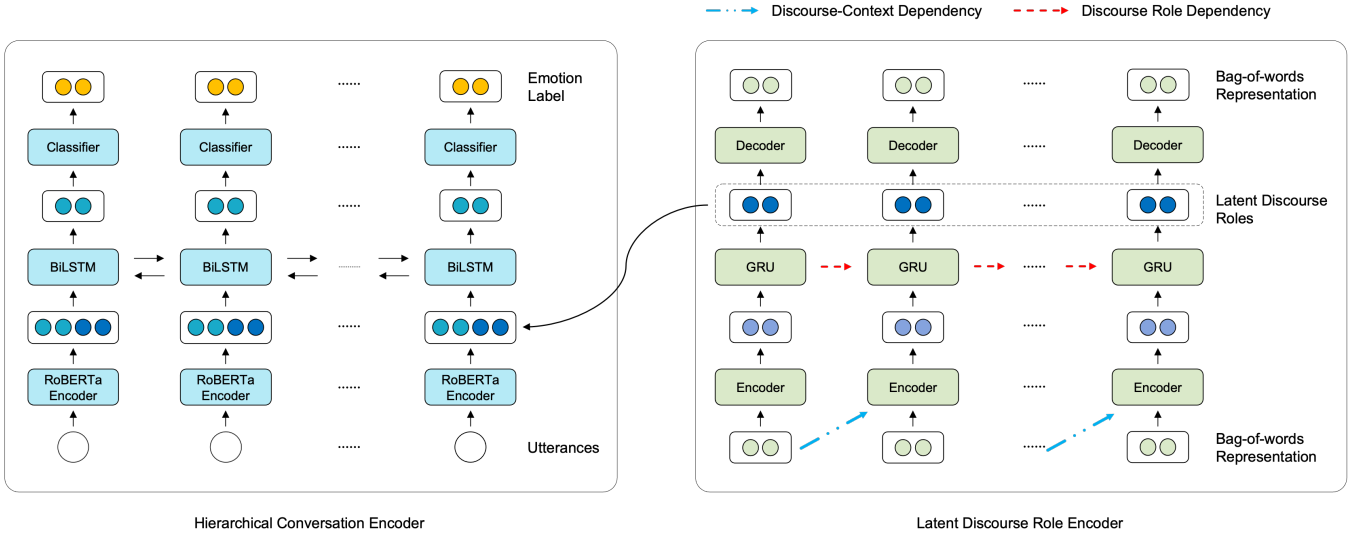 Discourse-Context Dependency
Discourse Role Dependency
Emotion
Label
Classifier
Classifier
......
Classifier
......
......
BiLSTM
BiLSTM
......
BiLSTM
......
RoBERTa
Encoder
RoBERTa
Encoder
......
RoBERTa
Encoder
......
Utterances
Hierarchical Conversation Encoder
......
Bag-of-words
Representation
Decoder
Decoder
......
Decoder
......
Latent Discourse
Roles
GRU
GRU
......
GRU
......
Encoder
Encoder
......
Encoder
......
Bag-of-words
Representation
Latent Discourse Role Encoder